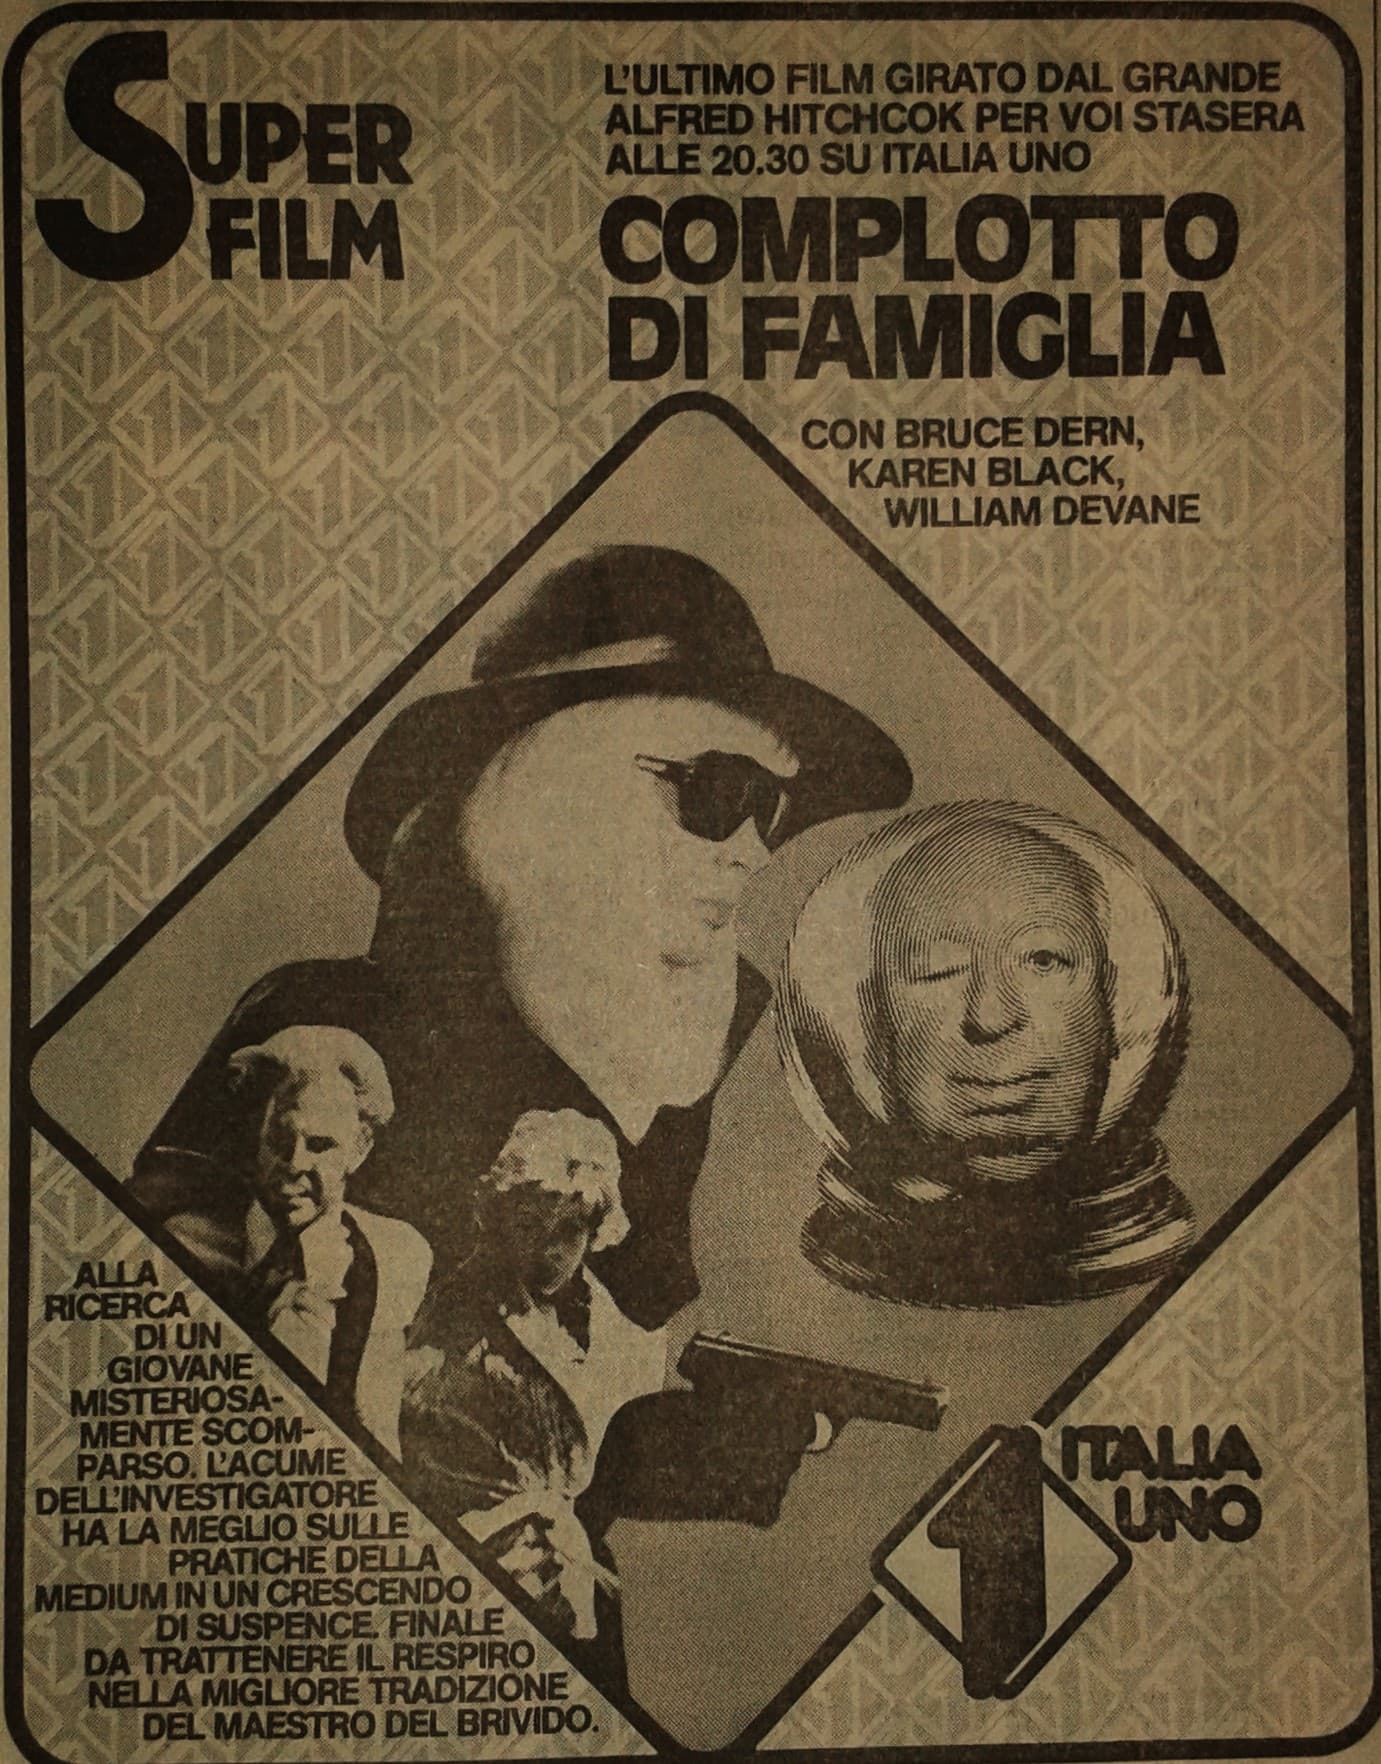 SUPER
FILM
L'ULTIMO FILM GIRATO DAL GRANDE
ALFRED HITCHCOK PER VOI STASERA
ALLE 20.30 SU ITALIA UNO
COMPLOTTO
DI FAMIGLIA
CON BRUCE DERN,
KAREN BLACK,
WILLIAM DEVANE
ALLA
RICERCA
DI UN
GIOVANE
MISTERIOSA-
MENTE SCOM-
PARSO. L'ACUME
DELL'INVESTIGATORE
HA LA MEGLIO SULLE
PRATICHE DELLA
MEDIUM IN UN CRESCENDO
DI SUSPENCE. FINALE
DA TRATTENERE IL RESPIRO
NELLA MIGLIORE TRADIZIONE
DEL MAESTRO DEL BRIVIDO.
1
ITALIA
UNO